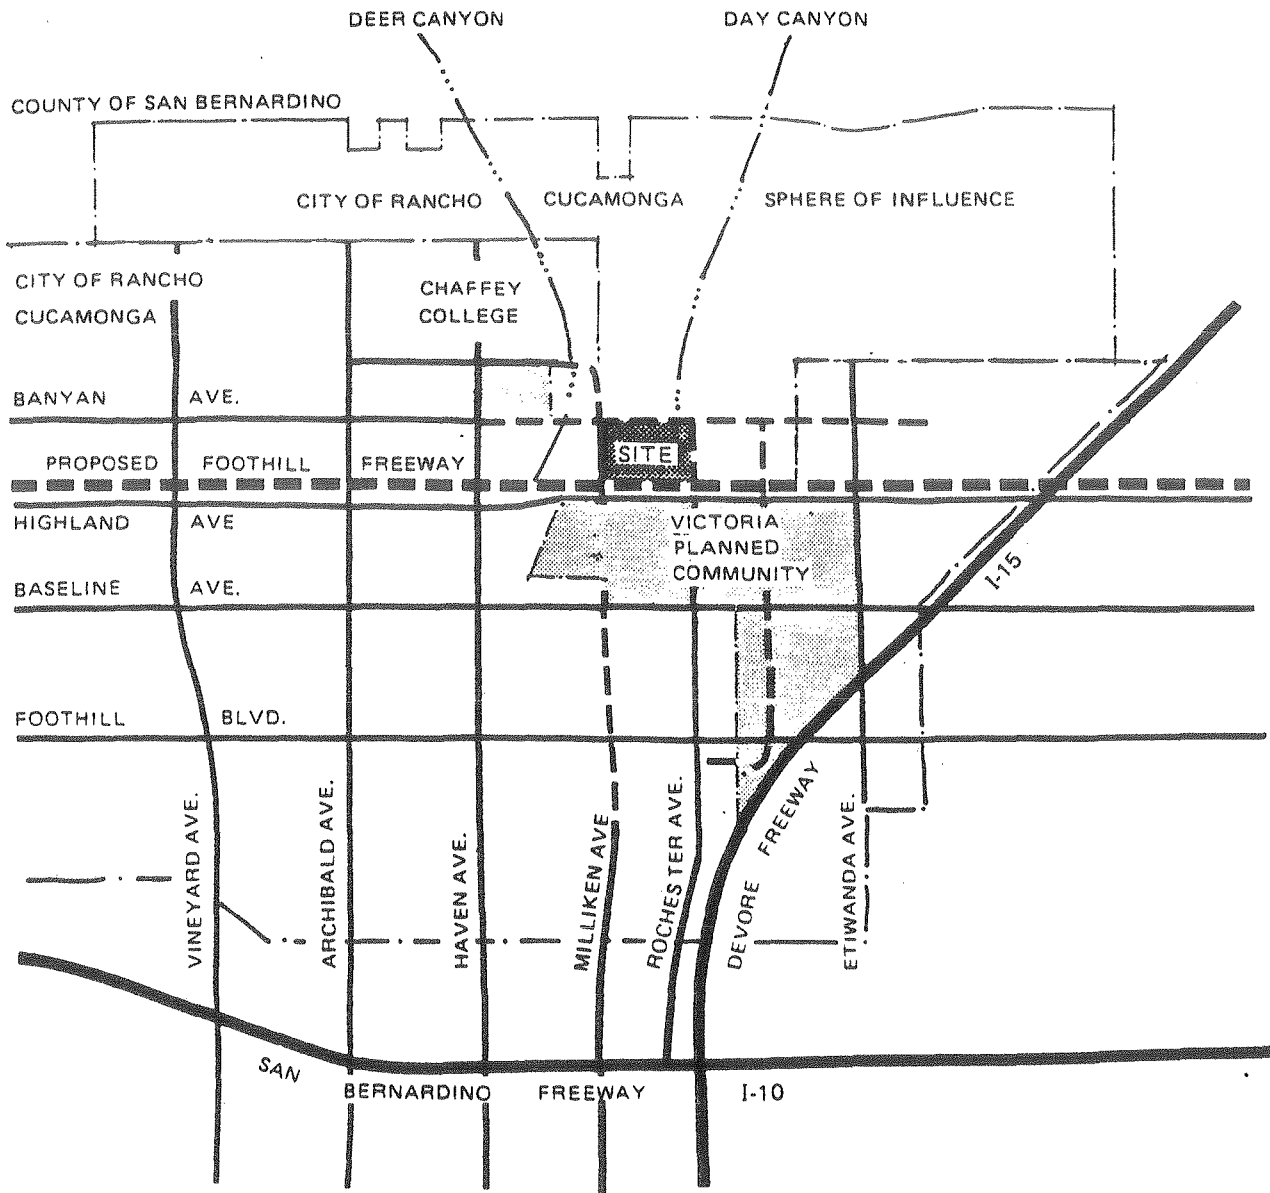 DEER CANYON
DAY CANYON
COUNTY OF SAN BERNARDINO
CITY OF RANCHO CUCAMONGA SPHERE OF INFLUENCE
CITY OF RANCHO
CUCAMONGA
CHAFFEY
COLLEGE
BANYAN AVE.
SITE
PROPOSED FOOTHILL FREEWAY
HIGHLAND AVE
VICTORIA
PLANNED
COMMUNITY
I-15
BASELINE AVE.
FOOTHILL BLVD.
VINEYARD AVE.
ARCHIBALD AVE.
HAVEN AVE.
MILLIKEN AVE
ROCHESTER AVE.
DEVORE FREEWAY
ETIWANDA AVE.
SAN BERNARDINO FREEWAY I-10